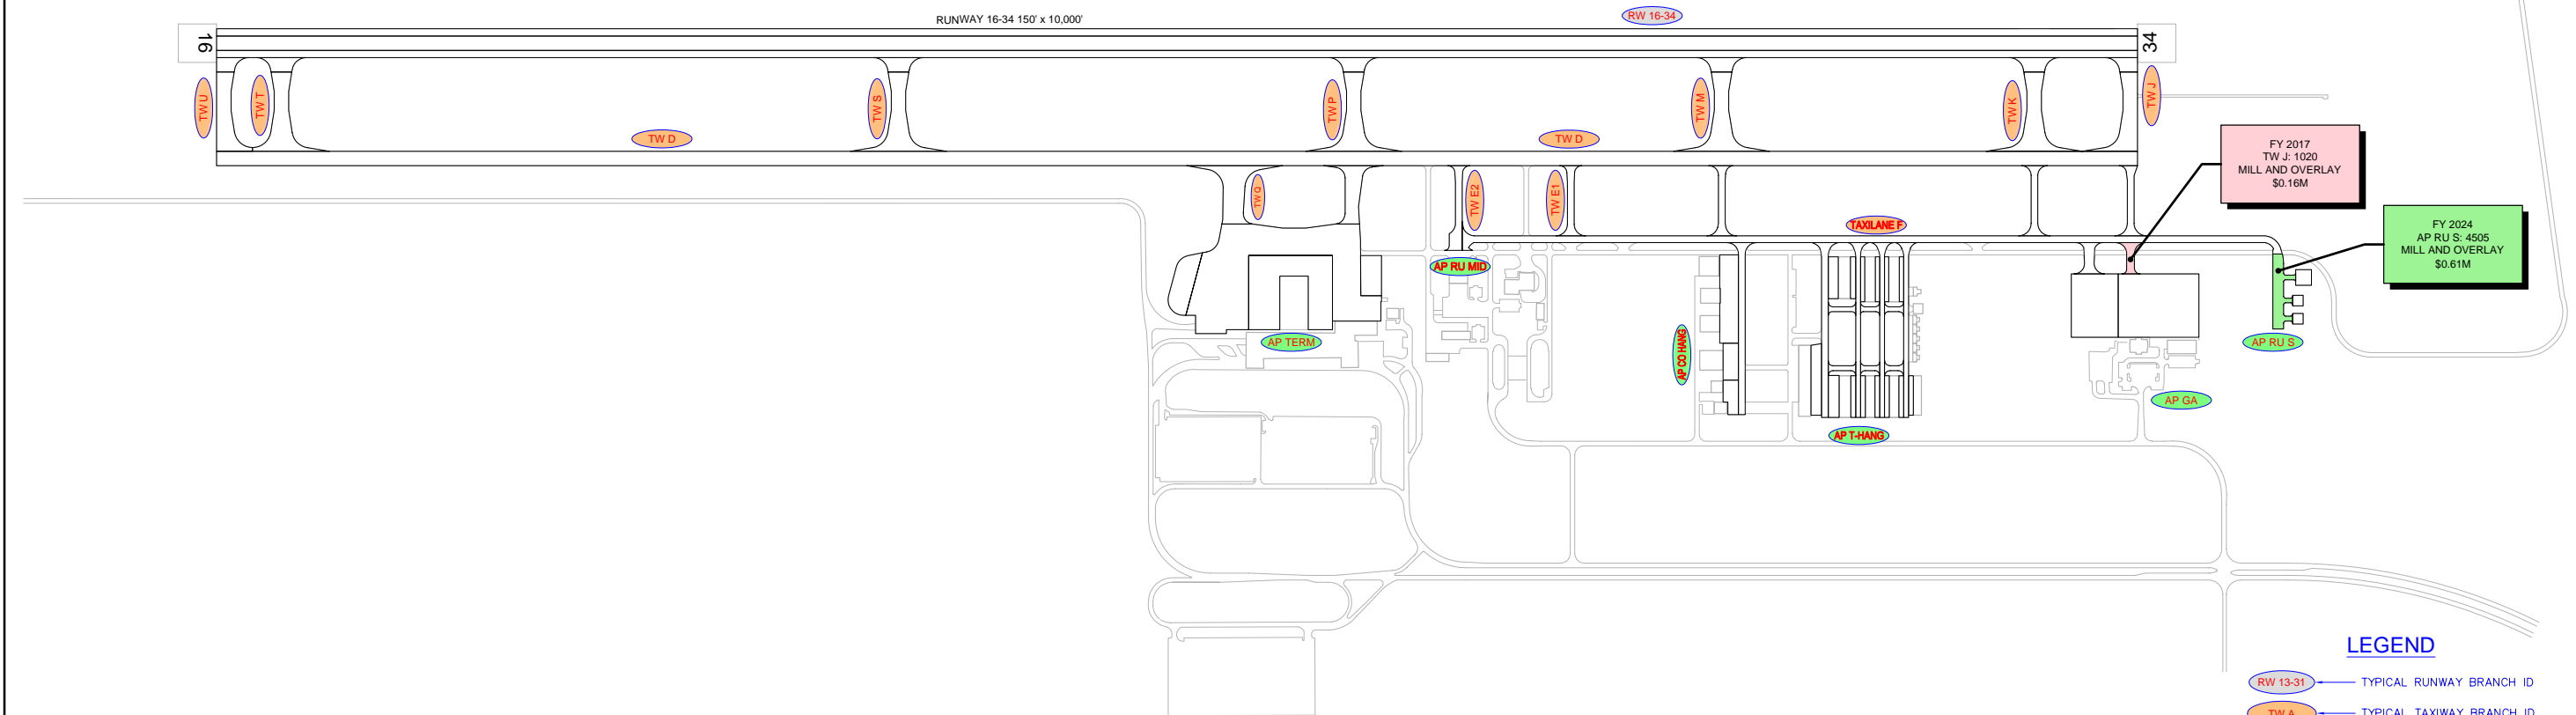 RUNWAY 16-34 150' x 10,000'
RW 16-34
16
34
TW U
TW T
TW S
TW P
TW M
TW K
TW J
TW D
TW D
FY 2017
TW J: 1020
MILL AND OVERLAY
$0.16M
TW Q
TW E2
TW E1
TAXILANE F
FY 2024
AP RU S: 4505
MILL AND OVERLAY
$0.61M
AP RU MID
AP TERM
AP CO HANG
AP RU S
AP GA
AP T-HANG
LEGEND
RW 13-31
TYPICAL RUNWAY BRANCH ID
TW A
TYPICAL TAXIWAY BRANCH ID